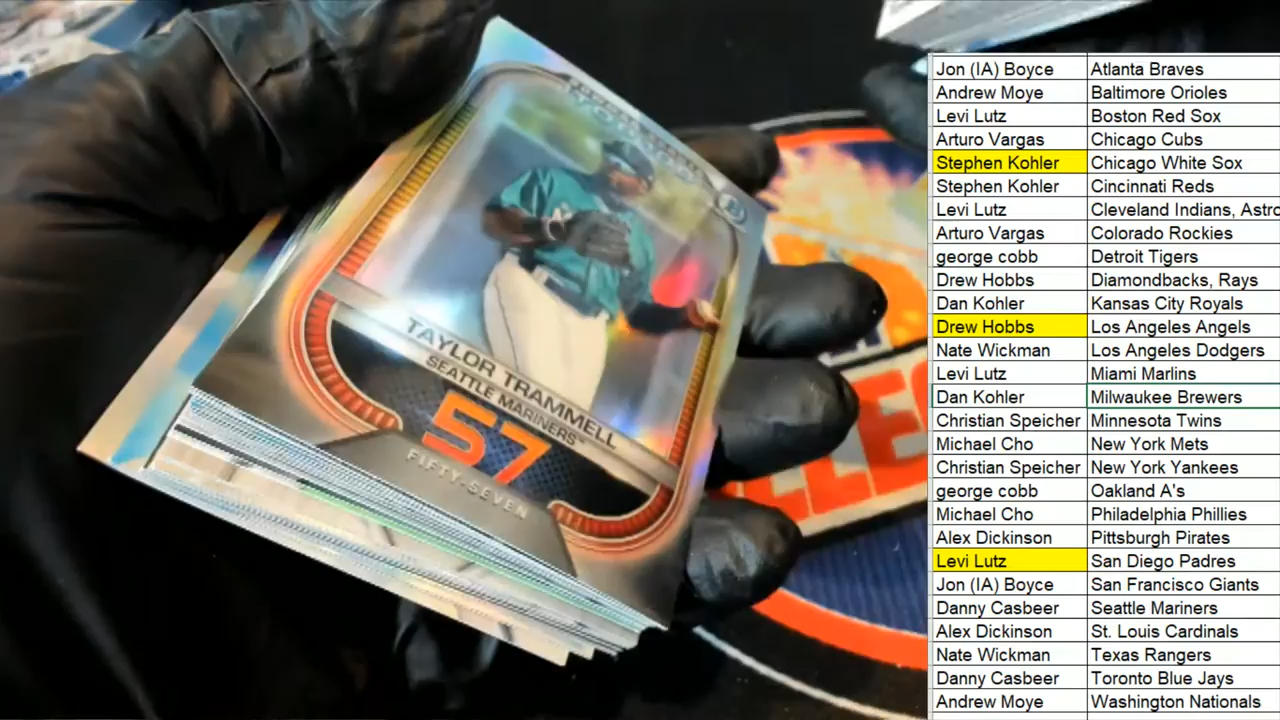 TAYLOR TRAMMELL
SEATTLE MARINERS™
57
FIFTY-SEVEN
Jon (IA) Boyce Atlanta Braves
Andrew Moye Baltimore Orioles
Levi Lutz Boston Red Sox
Arturo Vargas Chicago Cubs
Stephen Kohler Chicago White Sox
Stephen Kohler Cincinnati Reds
Levi Lutz Cleveland Indians, Astro
Arturo Vargas Colorado Rockies
george cobb Detroit Tigers
Drew Hobbs Diamondbacks, Rays
Dan Kohler Kansas City Royals
Drew Hobbs Los Angeles Angels
Nate Wickman Los Angeles Dodgers
Levi Lutz Miami Marlins
Dan Kohler Milwaukee Brewers
Christian Speicher Minnesota Twins
Michael Cho New York Mets
Christian Speicher New York Yankees
george cobb Oakland A's
Michael Cho Philadelphia Phillies
Alex Dickinson Pittsburgh Pirates
Levi Lutz San Diego Padres
Jon (IA) Boyce San Francisco Giants
Danny Casbeer Seattle Mariners
Alex Dickinson St. Louis Cardinals
Nate Wickman Texas Rangers
Danny Casbeer Toronto Blue Jays
Andrew Moye Washington Nationals